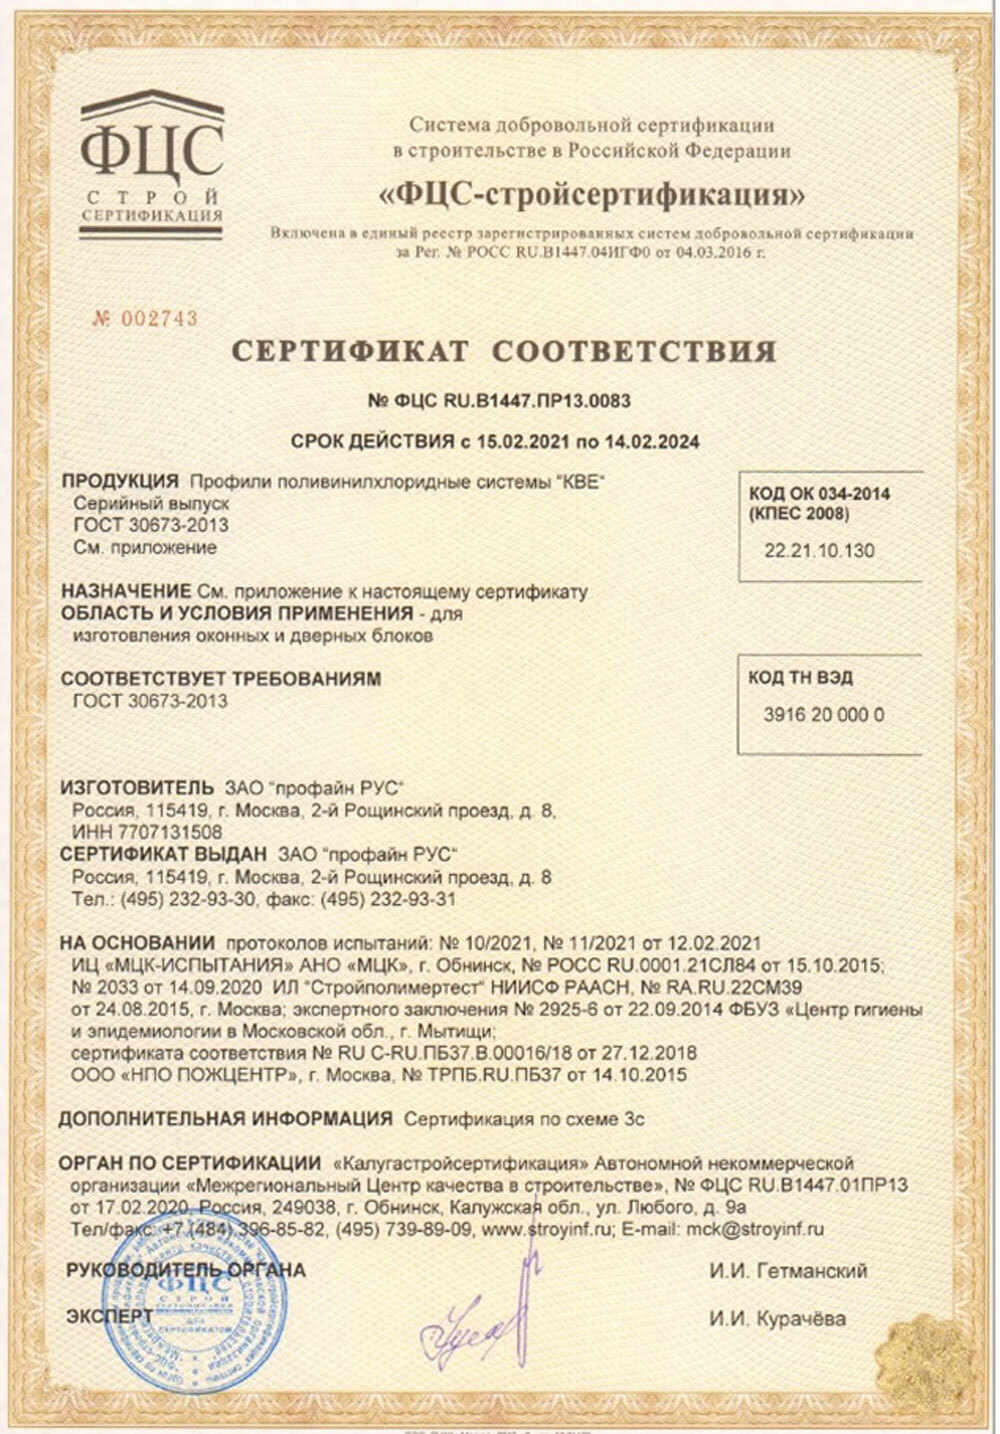 ФЦС
СТРОЙ
СЕРТИФИКАЦИЯ
Система добровольной сертификации
в строительстве в Российской Федерации
«ФЦС-стройсертификация»
Включена в единый реестр зарегистрированных систем добровольной сертификации
за Рег. № РОСС RU.В1447.04ИГФ0 от 04.03.2016 г.
№ 002743
СЕРТИФИКАТ СООТВЕТСТВИЯ
№ ФЦС RU.В1447.ПР13.0083
СРОК ДЕЙСТВИЯ с 15.02.2021 по 14.02.2024
ПРОДУКЦИЯ Профили поливинилхлоридные системы "КВЕ"
Серийный выпуск
ГОСТ 30673-2013
См. приложение
КОД ОК 034-2014
(КПЕС 2008)
22.21.10.130
НАЗНАЧЕНИЕ См. приложение к настоящему сертификату
ОБЛАСТЬ И УСЛОВИЯ ПРИМЕНЕНИЯ - для
изготовления оконных и дверных блоков
СООТВЕТСТВУЕТ ТРЕБОВАНИЯМ
ГОСТ 30673-2013
КОД ТН ВЭД
3916 20 000 0
ИЗГОТОВИТЕЛЬ ЗАО "профайн РУС"
Россия, 115419, г. Москва, 2-й Рощинский проезд, д. 8,
ИНН 7707131508
СЕРТИФИКАТ ВЫДАН ЗАО "профайн РУС"
Россия, 115419, г. Москва, 2-й Рощинский проезд, д. 8
Тел.: (495) 232-93-30, факс: (495) 232-93-31
НА ОСНОВАНИИ протоколов испытаний: № 10/2021, № 11/2021 от 12.02.2021
ИЦ «МЦК-ИСПЫТАНИЯ» АНО «МЦК», г. Обнинск, № РОСС RU.0001.21СЛ84 от 15.10.2015;
№ 2033 от 14.09.2020 ИЛ "Стройполимертест" НИИСФ РААСН, № RA.RU.22СМ39
от 24.08.2015, г. Москва; экспертного заключения № 2925-6 от 22.09.2014 ФБУЗ «Центр гигиены
и эпидемиологии в Московской обл., г. Мытищи;
сертификата соответствия № RU C-RU.ПБ37.В.00016/18 от 27.12.2018
ООО «НПО ПОЖЦЕНТР», г. Москва, № ТРПБ.RU.ПБ37 от 14.10.2015
ДОПОЛНИТЕЛЬНАЯ ИНФОРМАЦИЯ Сертификация по схеме 3с
ОРГАН ПО СЕРТИФИКАЦИИ «Калугастройсертификация» Автономной некоммерческой
организации «Межрегиональный Центр качества в строительстве», № ФЦС RU.В1447.01ПР13
от 17.02.2020, Россия, 249038, г. Обнинск, Калужская обл., ул. Любого, д. 9а
Тел/факс: +7 (484) 396-85-82, (495) 739-89-09, www.stroyinf.ru; E-mail: mck@stroyinf.ru
РУКОВОДИТЕЛЬ ОРГАНА
И.И. Гетманский
ЭКСПЕРТ
И.И. Курачёва
ФЦС
СТРОЙ
СЕРТИФИКАЦИЯ
ДЛЯ
СЕРТИФИКАТОВ